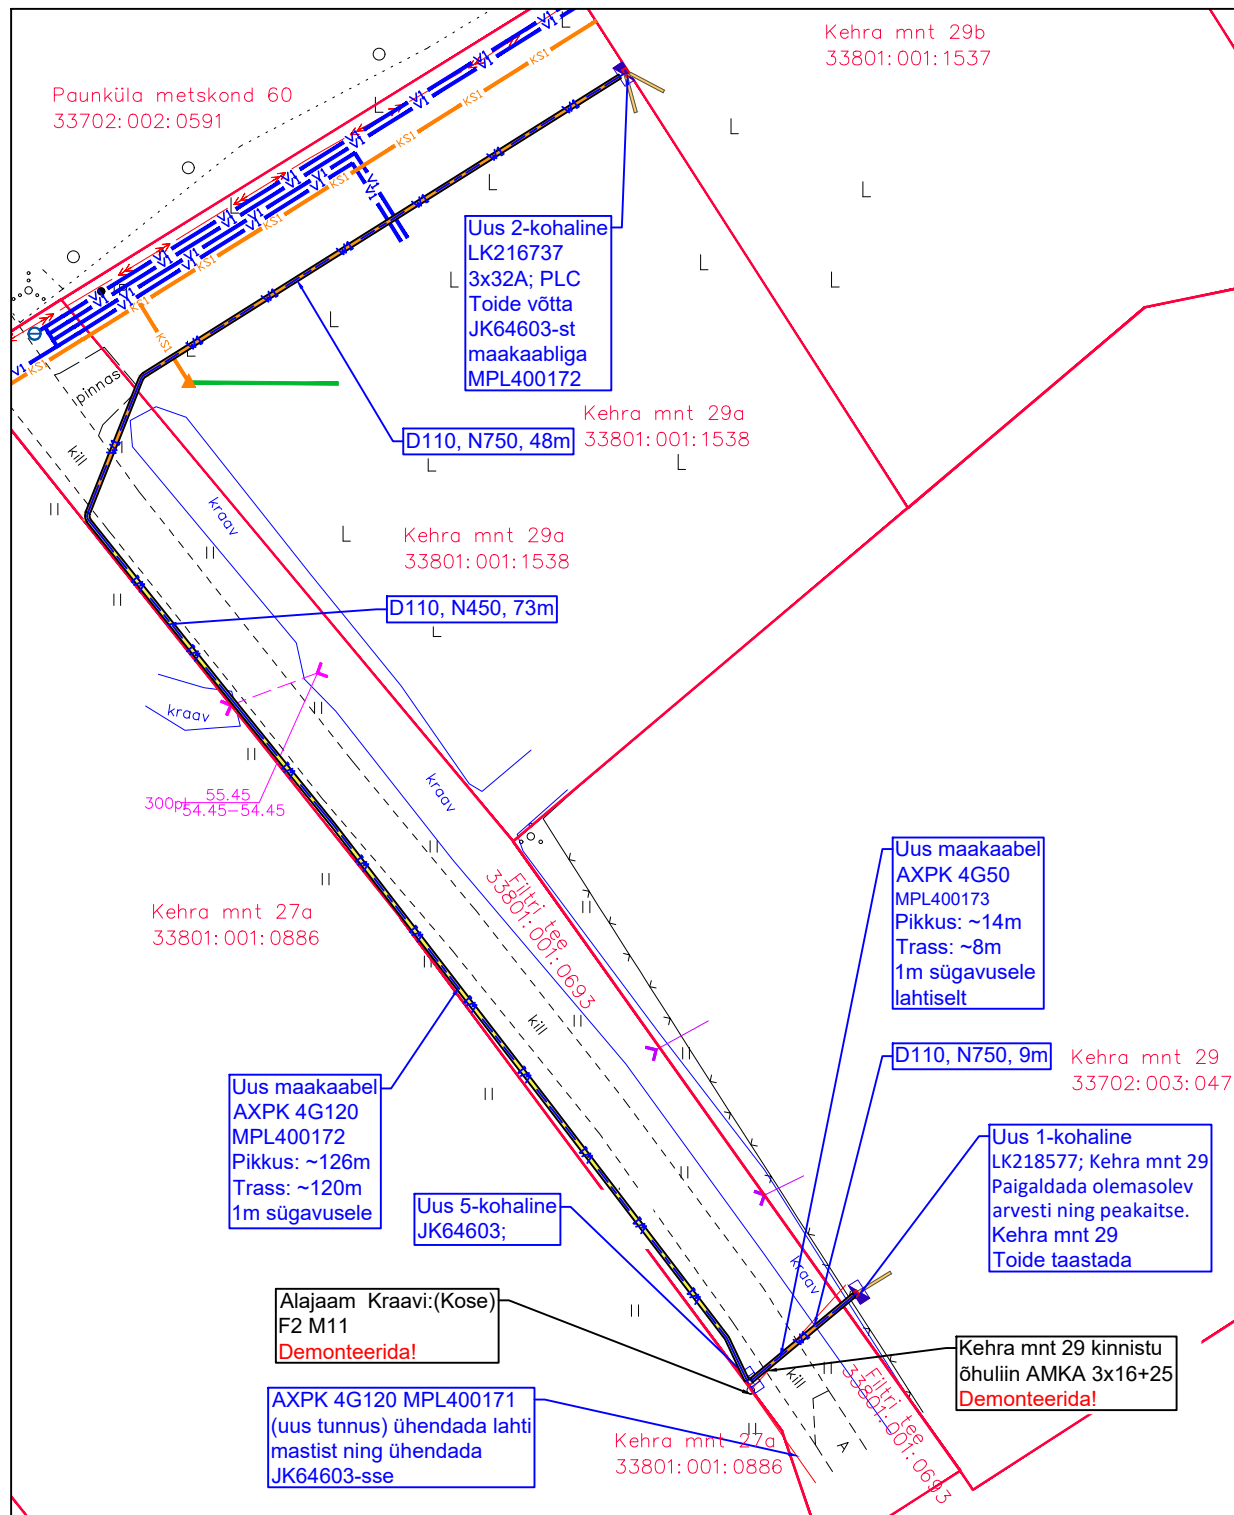 Kehra mnt 29b
33801:001:1537
Paunküla metskond 60
33702:002:0591
Uus 2-kohaline
LK216737
3x32A; PLC
Toide võtta
JK64603-st
maakaabliga
MPL400172
Kehra mnt 29a
33801:001:1538
D110, N750, 48m
pinnas
kill
kraav
Kehra mnt 29a
33801:001:1538
D110, N450, 73m
kraav
kraav
55.45
54.45-54.45
Filtri tee
33801:001:0693
Kehra mnt 27a
33801:001:0886
kill
Uus maakaabel
AXPK 4G50
MPL400173
Pikkus: ~14m
Trass: ~8m
1m sügavusele
lahtiselt
D110, N750, 9m
Kehra mnt 29
33702:003:047
Uus maakaabel
AXPK 4G120
MPL400172
Pikkus: ~126m
Trass: ~120m
1m sügavusele
Uus 1-kohaline
LK218577; Kehra mnt 29
Paigaldada olemasolev
arvesti ning peakaitse.
Kehra mnt 29
Toide taastada
Uus 5-kohaline
JK64603;
kraav
Alajaam Kraavi:(Kose)
F2 M11
Demonteerida!
Kehra mnt 29 kinnistu
õhuliin AMKA 3x16+25
Demonteerida!
kill
Filtri tee
33801:001:0693
A
AXPK 4G120 MPL400171
(uus tunnus) ühendada lahti
mastist ning ühendada
JK64603-sse
Kehra mnt 27a
33801:001:0886
V1
KS1